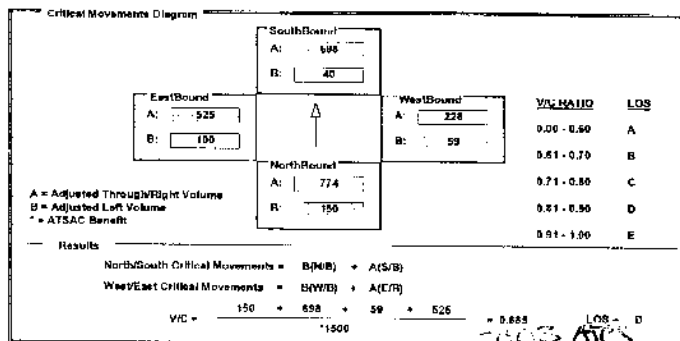 Critical Movements Diagram
SouthBound
A: 698
B: 40
EastBound
A: 525
B: 100
WestBound
A: 228
B: 59
NorthBound
A: 774
B: 150
V/C RATIO LOS
0.00 - 0.60 A
0.61 - 0.70 B
0.71 - 0.80 C
0.81 - 0.90 D
0.91 - 1.00 E
A = Adjusted Through/Right Volume
B = Adjusted Left Volume
* = ATSAC Benefit
Results
North/South Critical Movements = B(N/B) + A(S/B)
West/East Critical Movements = B(W/B) + A(E/B)
V/C = 150 + 698 + 59 + 525 = 0.885 LOS = D
*1500